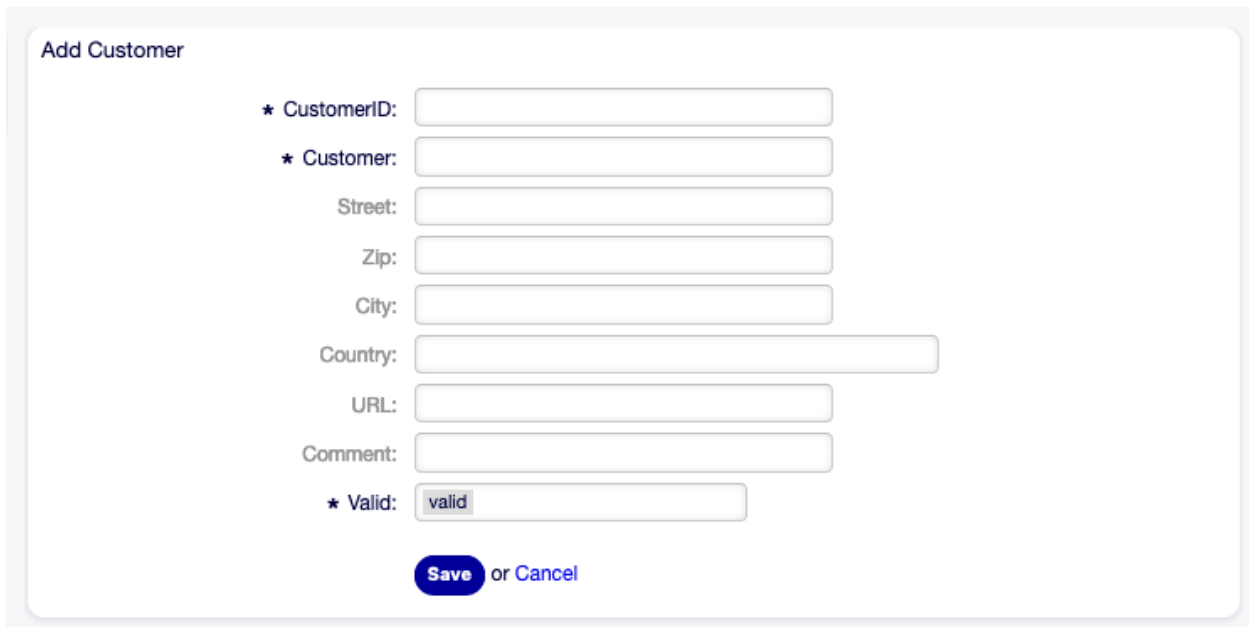 Add Customer
★ CustomerID:
★ Customer:
Street:
Zip:
City:
Country:
URL:
Comment:
★ Valid: valid
Save or Cancel